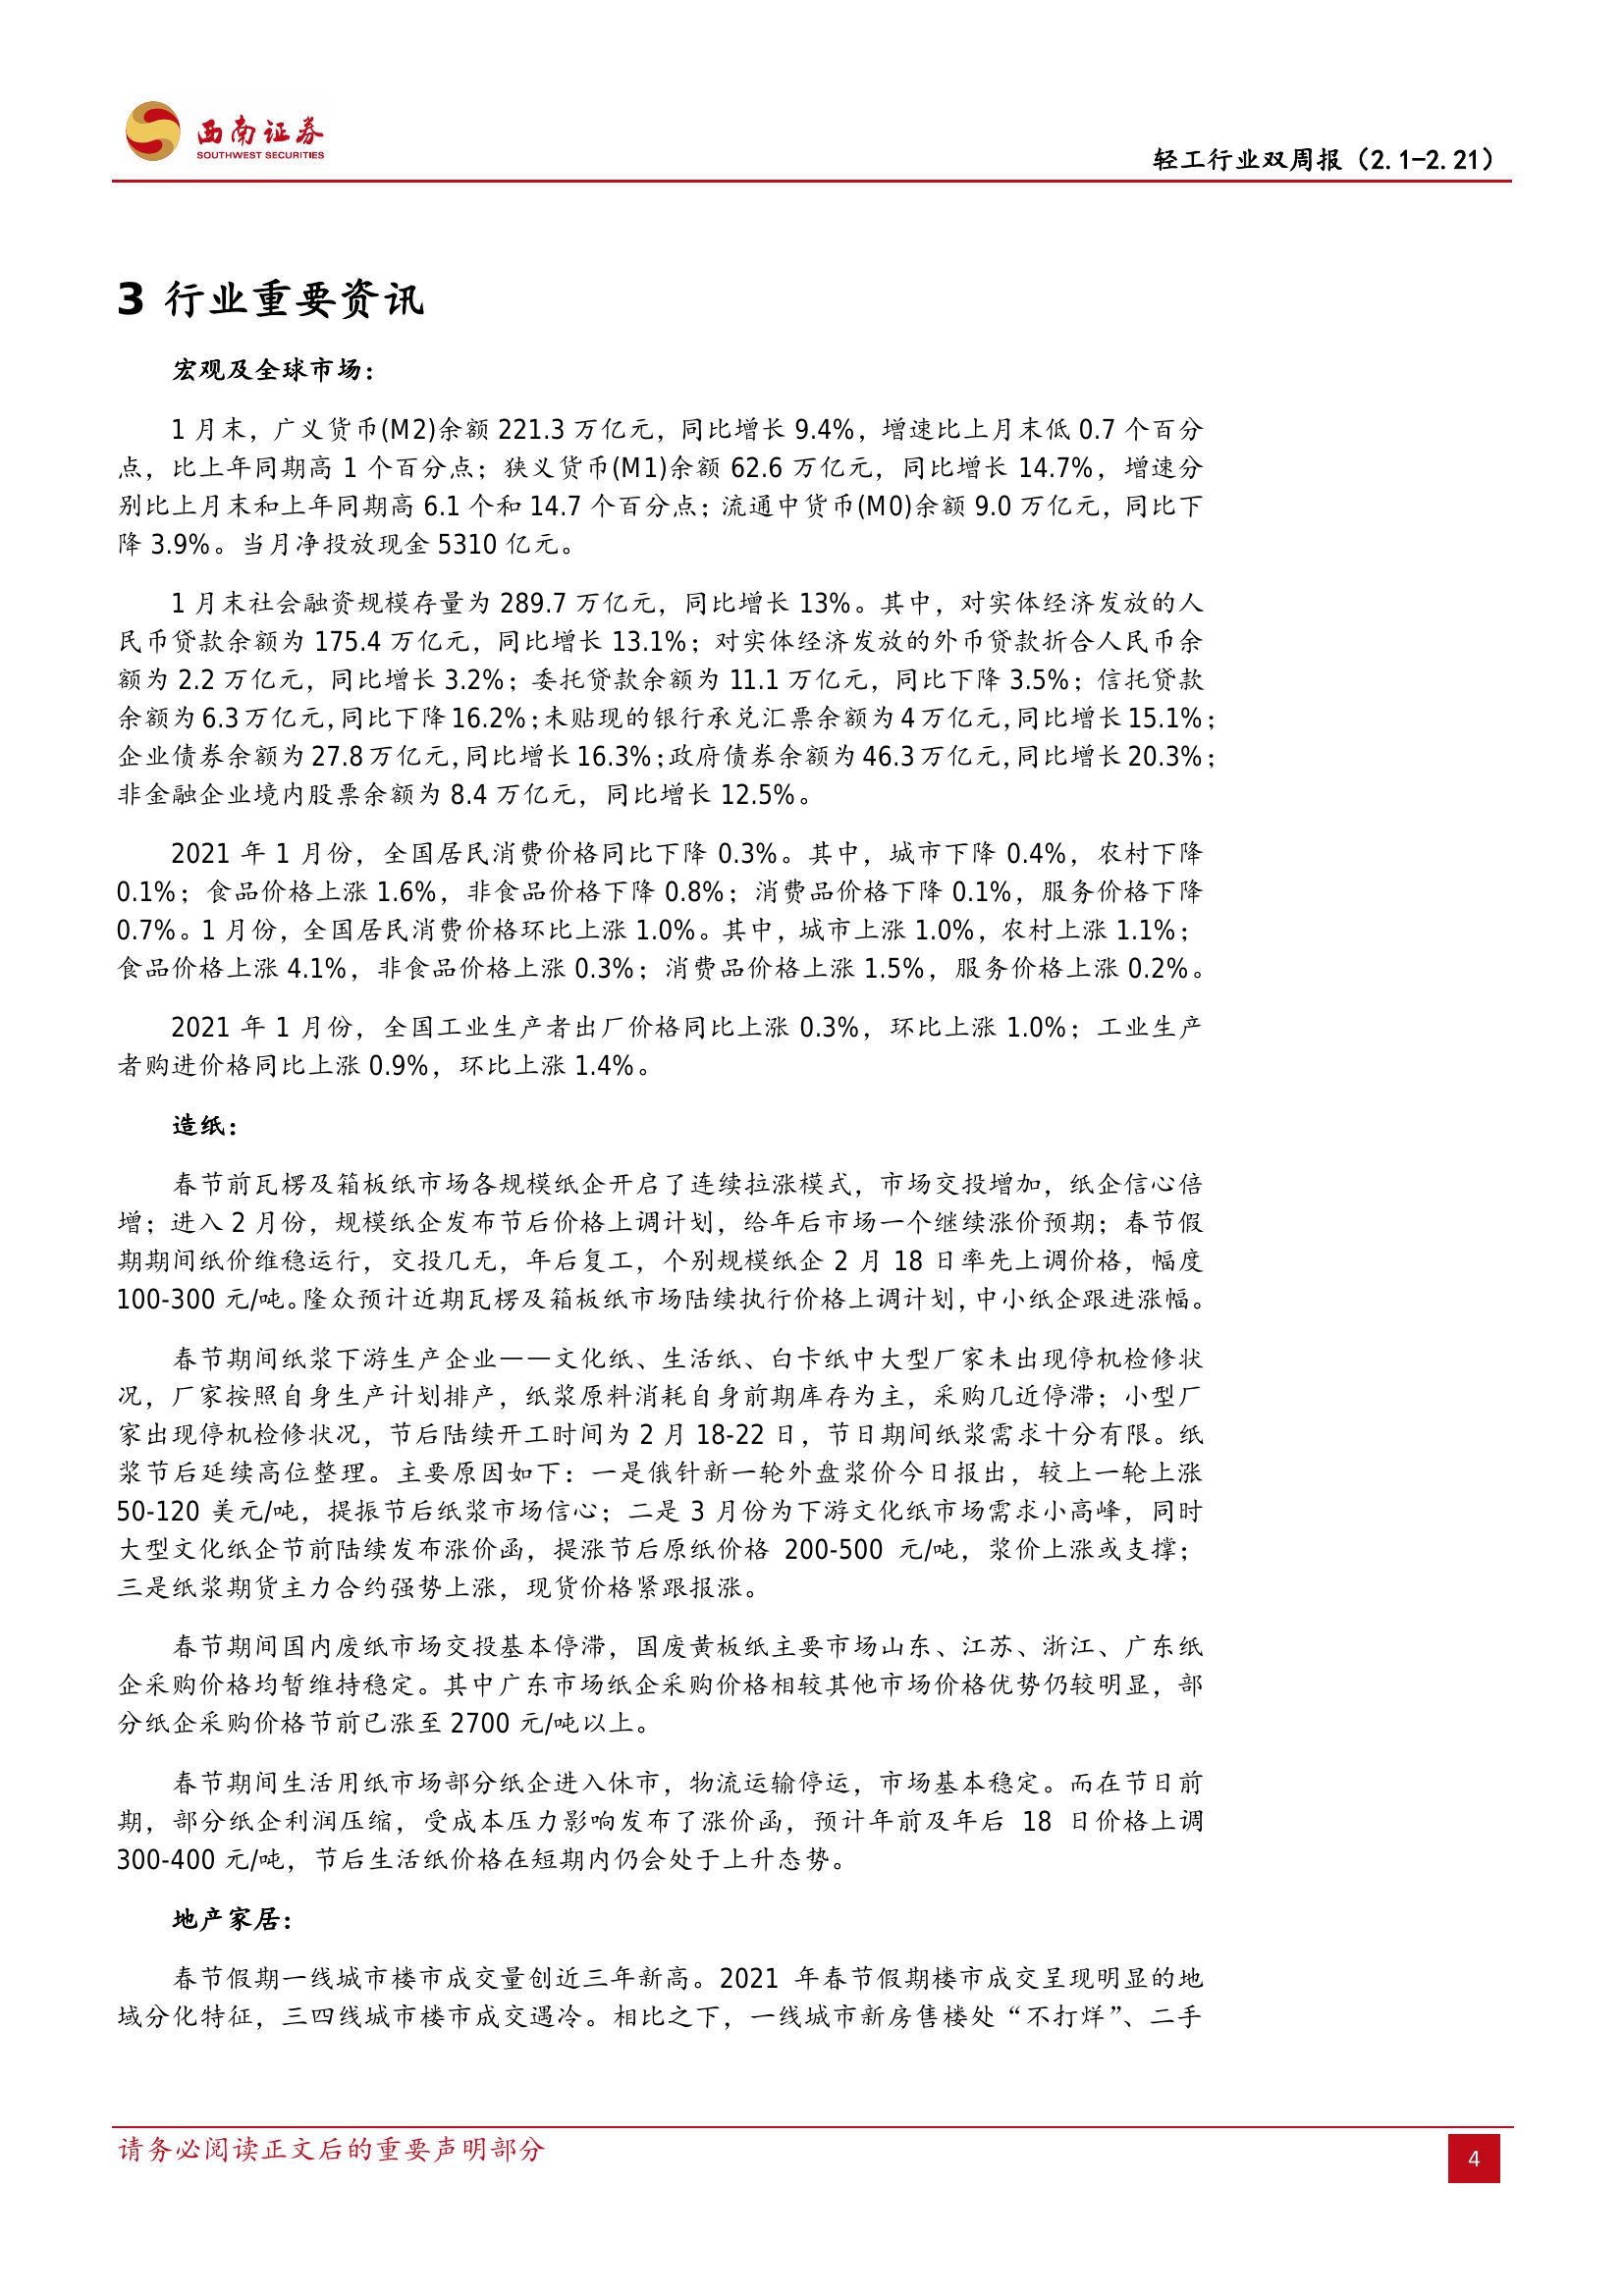 西南证券
SOUTHWEST SECURITIES
轻工行业双周报（2.1-2.21）
3 行业重要资讯
宏观及全球市场：
1 月末，广义货币(M2)余额 221.3 万亿元，同比增长 9.4%，增速比上月末低 0.7 个百分
点，比上年同期高 1 个百分点；狭义货币(M1)余额 62.6 万亿元，同比增长 14.7%，增速分
别比上月末和上年同期高 6.1 个和 14.7 个百分点；流通中货币(M0)余额 9.0 万亿元，同比下
降 3.9%。当月净投放现金 5310 亿元。
1 月末社会融资规模存量为 289.7 万亿元，同比增长 13%。其中，对实体经济发放的人
民币贷款余额为 175.4 万亿元，同比增长 13.1%；对实体经济发放的外币贷款折合人民币余
额为 2.2 万亿元，同比增长 3.2%；委托贷款余额为 11.1 万亿元，同比下降 3.5%；信托贷款
余额为 6.3 万亿元，同比下降 16.2%；未贴现的银行承兑汇票余额为 4 万亿元，同比增长 15.1%；
企业债券余额为 27.8 万亿元，同比增长 16.3%；政府债券余额为 46.3 万亿元，同比增长 20.3%；
非金融企业境内股票余额为 8.4 万亿元，同比增长 12.5%。
2021 年 1 月份，全国居民消费价格同比下降 0.3%。其中，城市下降 0.4%，农村下降
0.1%；食品价格上涨 1.6%，非食品价格下降 0.8%；消费品价格下降 0.1%，服务价格下降
0.7%。1 月份，全国居民消费价格环比上涨 1.0%。其中，城市上涨 1.0%，农村上涨 1.1%；
食品价格上涨 4.1%，非食品价格上涨 0.3%；消费品价格上涨 1.5%，服务价格上涨 0.2%。
2021 年 1 月份，全国工业生产者出厂价格同比上涨 0.3%，环比上涨 1.0%；工业生产
者购进价格同比上涨 0.9%，环比上涨 1.4%。
造纸：
春节前瓦楞及箱板纸市场各规模纸企开启了连续拉涨模式，市场交投增加，纸企信心倍
增；进入 2 月份，规模纸企发布节后价格上调计划，给年后市场一个继续涨价预期；春节假
期期间纸价维稳运行，交投几无，年后复工，个别规模纸企 2 月 18 日率先上调价格，幅度
100-300 元/吨。隆众预计近期瓦楞及箱板纸市场陆续执行价格上调计划，中小纸企跟进涨幅。
春节期间纸浆下游生产企业——文化纸、生活纸、白卡纸中大型厂家未出现停机检修状
况，厂家按照自身生产计划排产，纸浆原料消耗自身前期库存为主，采购几近停滞；小型厂
家出现停机检修状况，节后陆续开工时间为 2 月 18-22 日，节日期间纸浆需求十分有限。纸
浆节后延续高位整理。主要原因如下：一是俄针新一轮外盘浆价今日报出，较上一轮上涨
50-120 美元/吨，提振节后纸浆市场信心；二是 3 月份为下游文化纸市场需求小高峰，同时
大型文化纸企节前陆续发布涨价函，提涨节后原纸价格 200-500 元/吨，浆价上涨或支撑；
三是纸浆期货主力合约强势上涨，现货价格紧跟报涨。
春节期间国内废纸市场交投基本停滞，国废黄板纸主要市场山东、江苏、浙江、广东纸
企采购价格均暂维持稳定。其中广东市场纸企采购价格相较其他市场价格优势仍较明显，部
分纸企采购价格节前已涨至 2700 元/吨以上。
春节期间生活用纸市场部分纸企进入休市，物流运输停运，市场基本稳定。而在节日前
期，部分纸企利润压缩，受成本压力影响发布了涨价函，预计年前及年后 18 日价格上调
300-400 元/吨，节后生活纸价格在短期内仍会处于上升态势。
地产家居：
春节假期一线城市楼市成交量创近三年新高。2021 年春节假期楼市成交呈现明显的地
域分化特征，三四线城市楼市成交遇冷。相比之下，一线城市新房售楼处“不打烊”、二手
请务必阅读正文后的重要声明部分
4